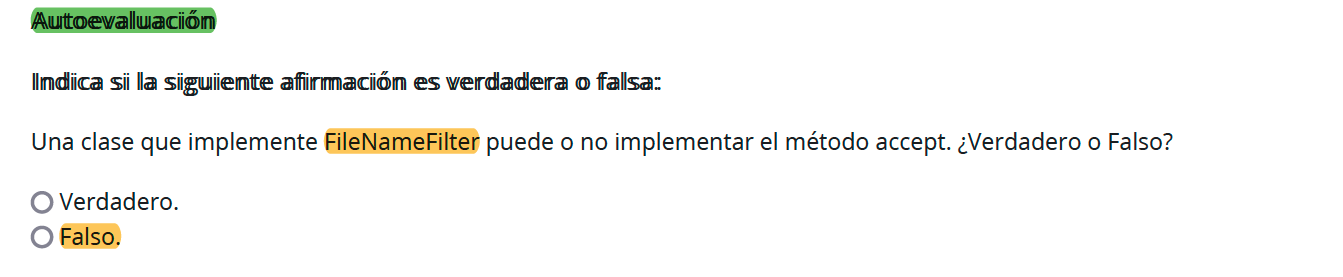 Autoevaluación
Indica si la siguiente afirmación es verdadera o falsa:
Una clase que implemente FileNameFilter puede o no implementar el método accept. ¿Verdadero o Falso?
Verdadero.
Falso.